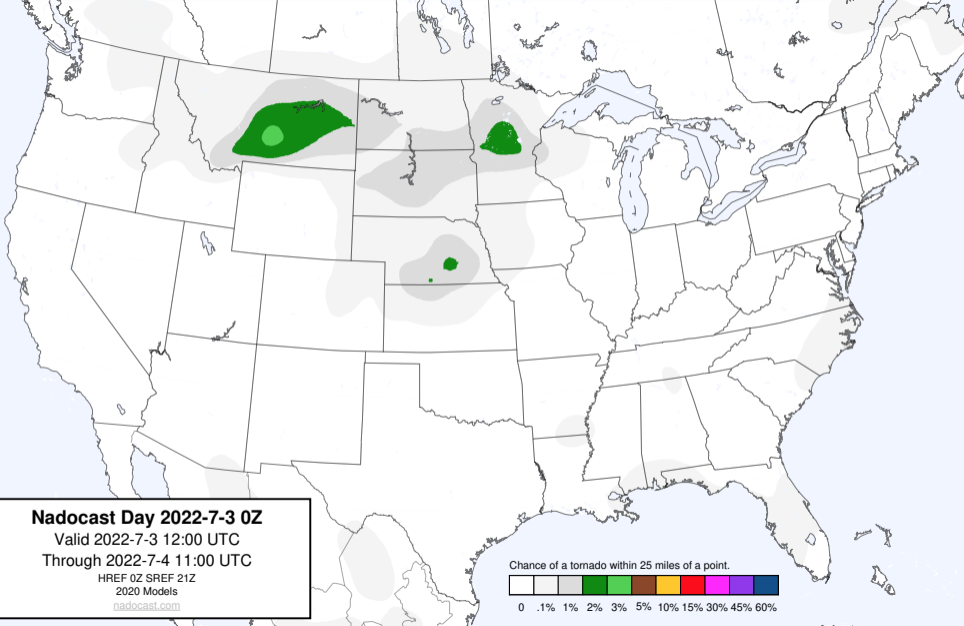 Nadocast Day 2022-7-3 0Z
Valid 2022-7-3 12:00 UTC
Through 2022-7-4 11:00 UTC
HREF 0Z SREF 21Z
2020 Models
nadocast.com
Chance of a tornado within 25 miles of a point.
0 .1% 1% 2% 3% 5% 10% 15% 30% 45% 60%